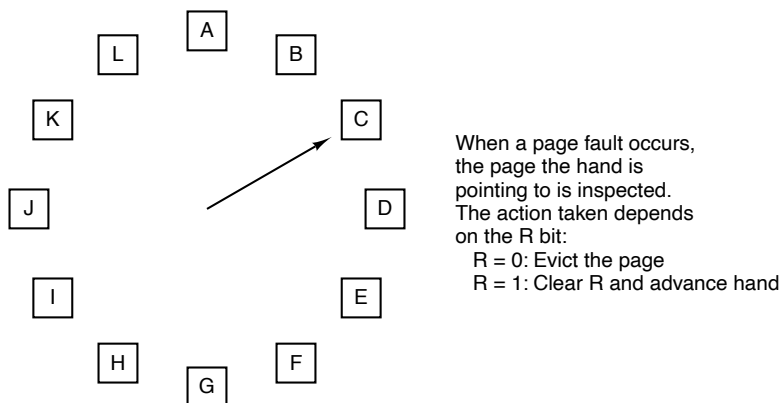 A
L
B
K
C
J
D
I
E
H
F
G
When a page fault occurs,
the page the hand is
pointing to is inspected.
The action taken depends
on the R bit:
R = 0: Evict the page
R = 1: Clear R and advance hand